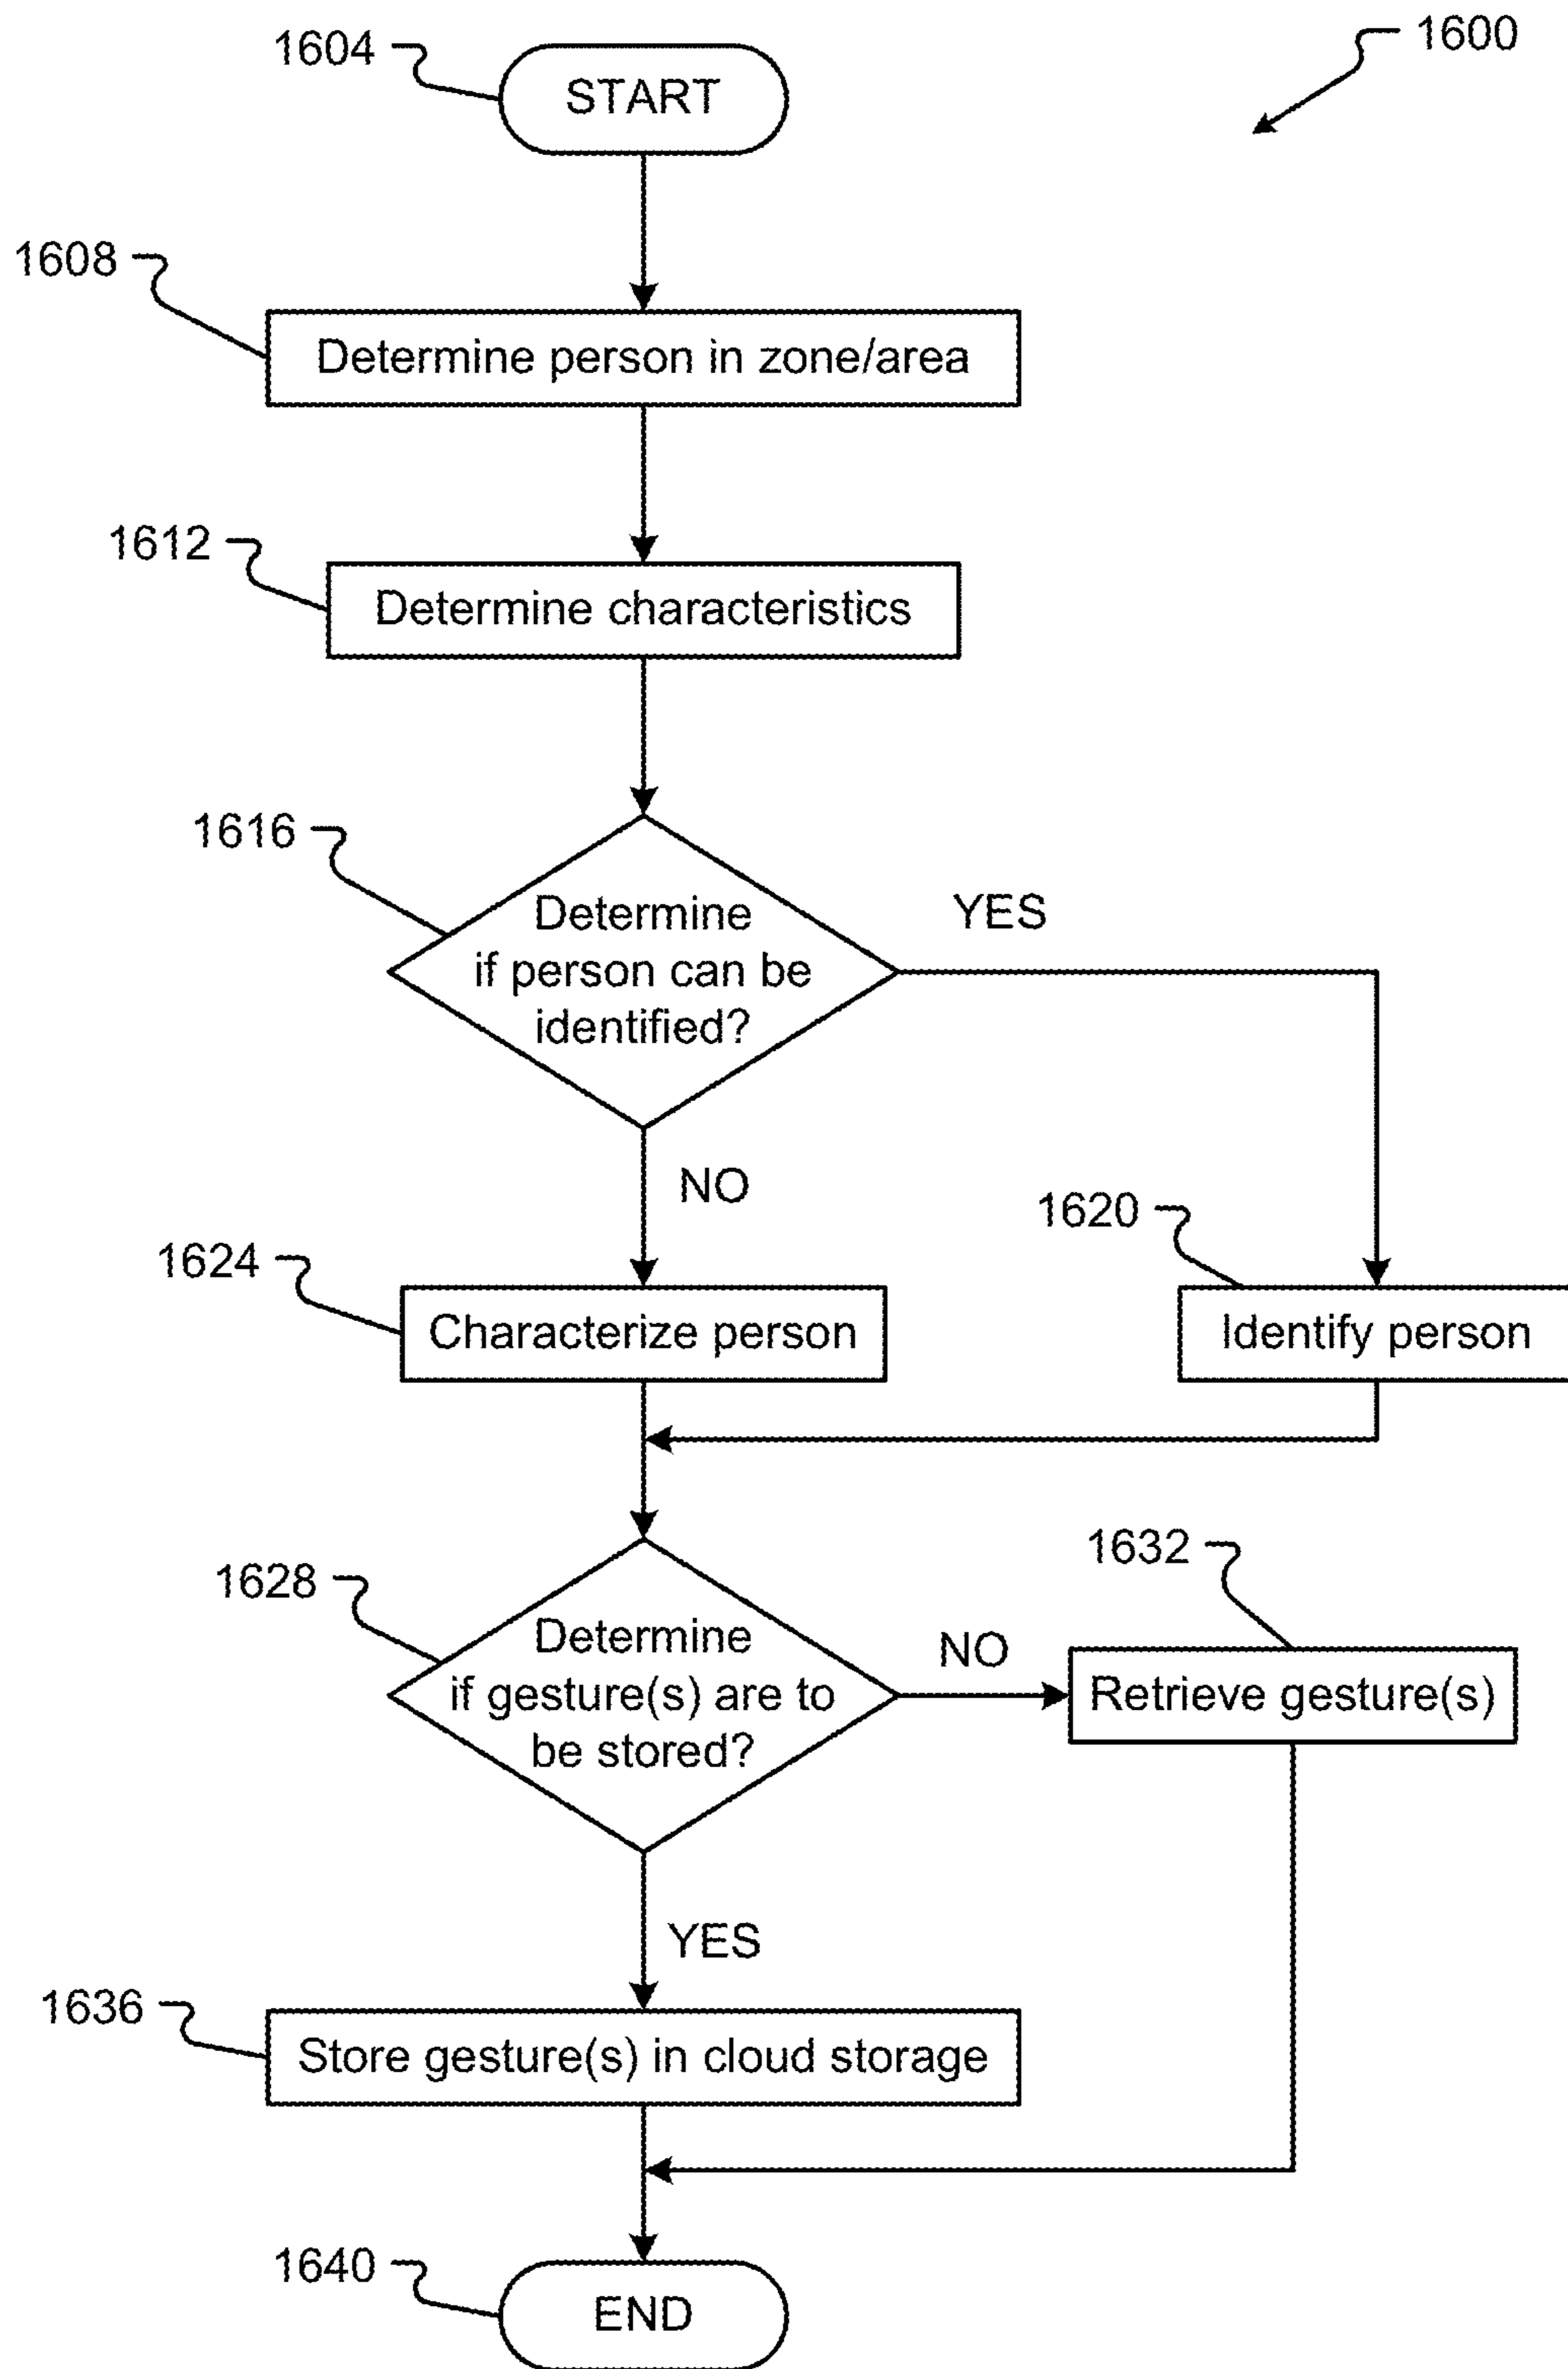 1600
1604
START
1608
Determine person in zone/area
1612
Determine characteristics
1616
Determine
if person can be
identified?
YES
NO
1620
1624
Characterize person
Identify person
1628
Determine
if gesture(s) are to
be stored?
NO
1632
Retrieve gesture(s)
YES
1636
Store gesture(s) in cloud storage
1640
END